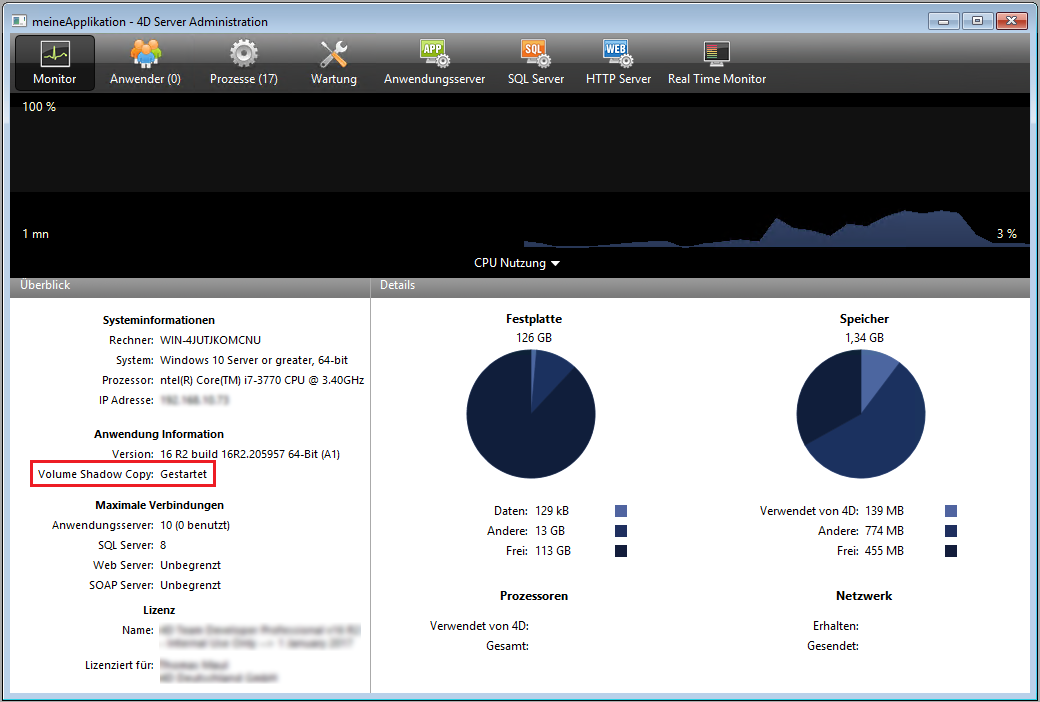 meineApplikation - 4D Server Administration
Monitor
Anwender (0)
Prozesse (17)
Wartung
APP
Anwendungsserver
SQL
SQL Server
WEB
HTTP Server
Real Time Monitor
100 %
1 mn
3 %
CPU Nutzung
Überblick
Details
Systeminformationen
Rechner: WIN-4JUTJKOMCNU
System: Windows 10 Server or greater, 64-bit
Prozessor: ntel(R) Core(TM) i7-3770 CPU @ 3.40GHz
IP Adresse:
Anwendung Information
Version: 16 R2 build 16R2.205957 64-Bit (A1)
Volume Shadow Copy: Gestartet
Maximale Verbindungen
Anwendungsserver: 10 (0 benutzt)
SQL Server: 8
Web Server: Unbegrenzt
SOAP Server: Unbegrenzt
Lizenz
Name:
Lizenziert für:
Festplatte
126 GB
Daten: 129 kB
Andere: 13 GB
Frei: 113 GB
Speicher
1,34 GB
Verwendet von 4D: 139 MB
Andere: 774 MB
Frei: 455 MB
Prozessoren
Verwendet von 4D:
Gesamt:
Netzwerk
Erhalten:
Gesendet: